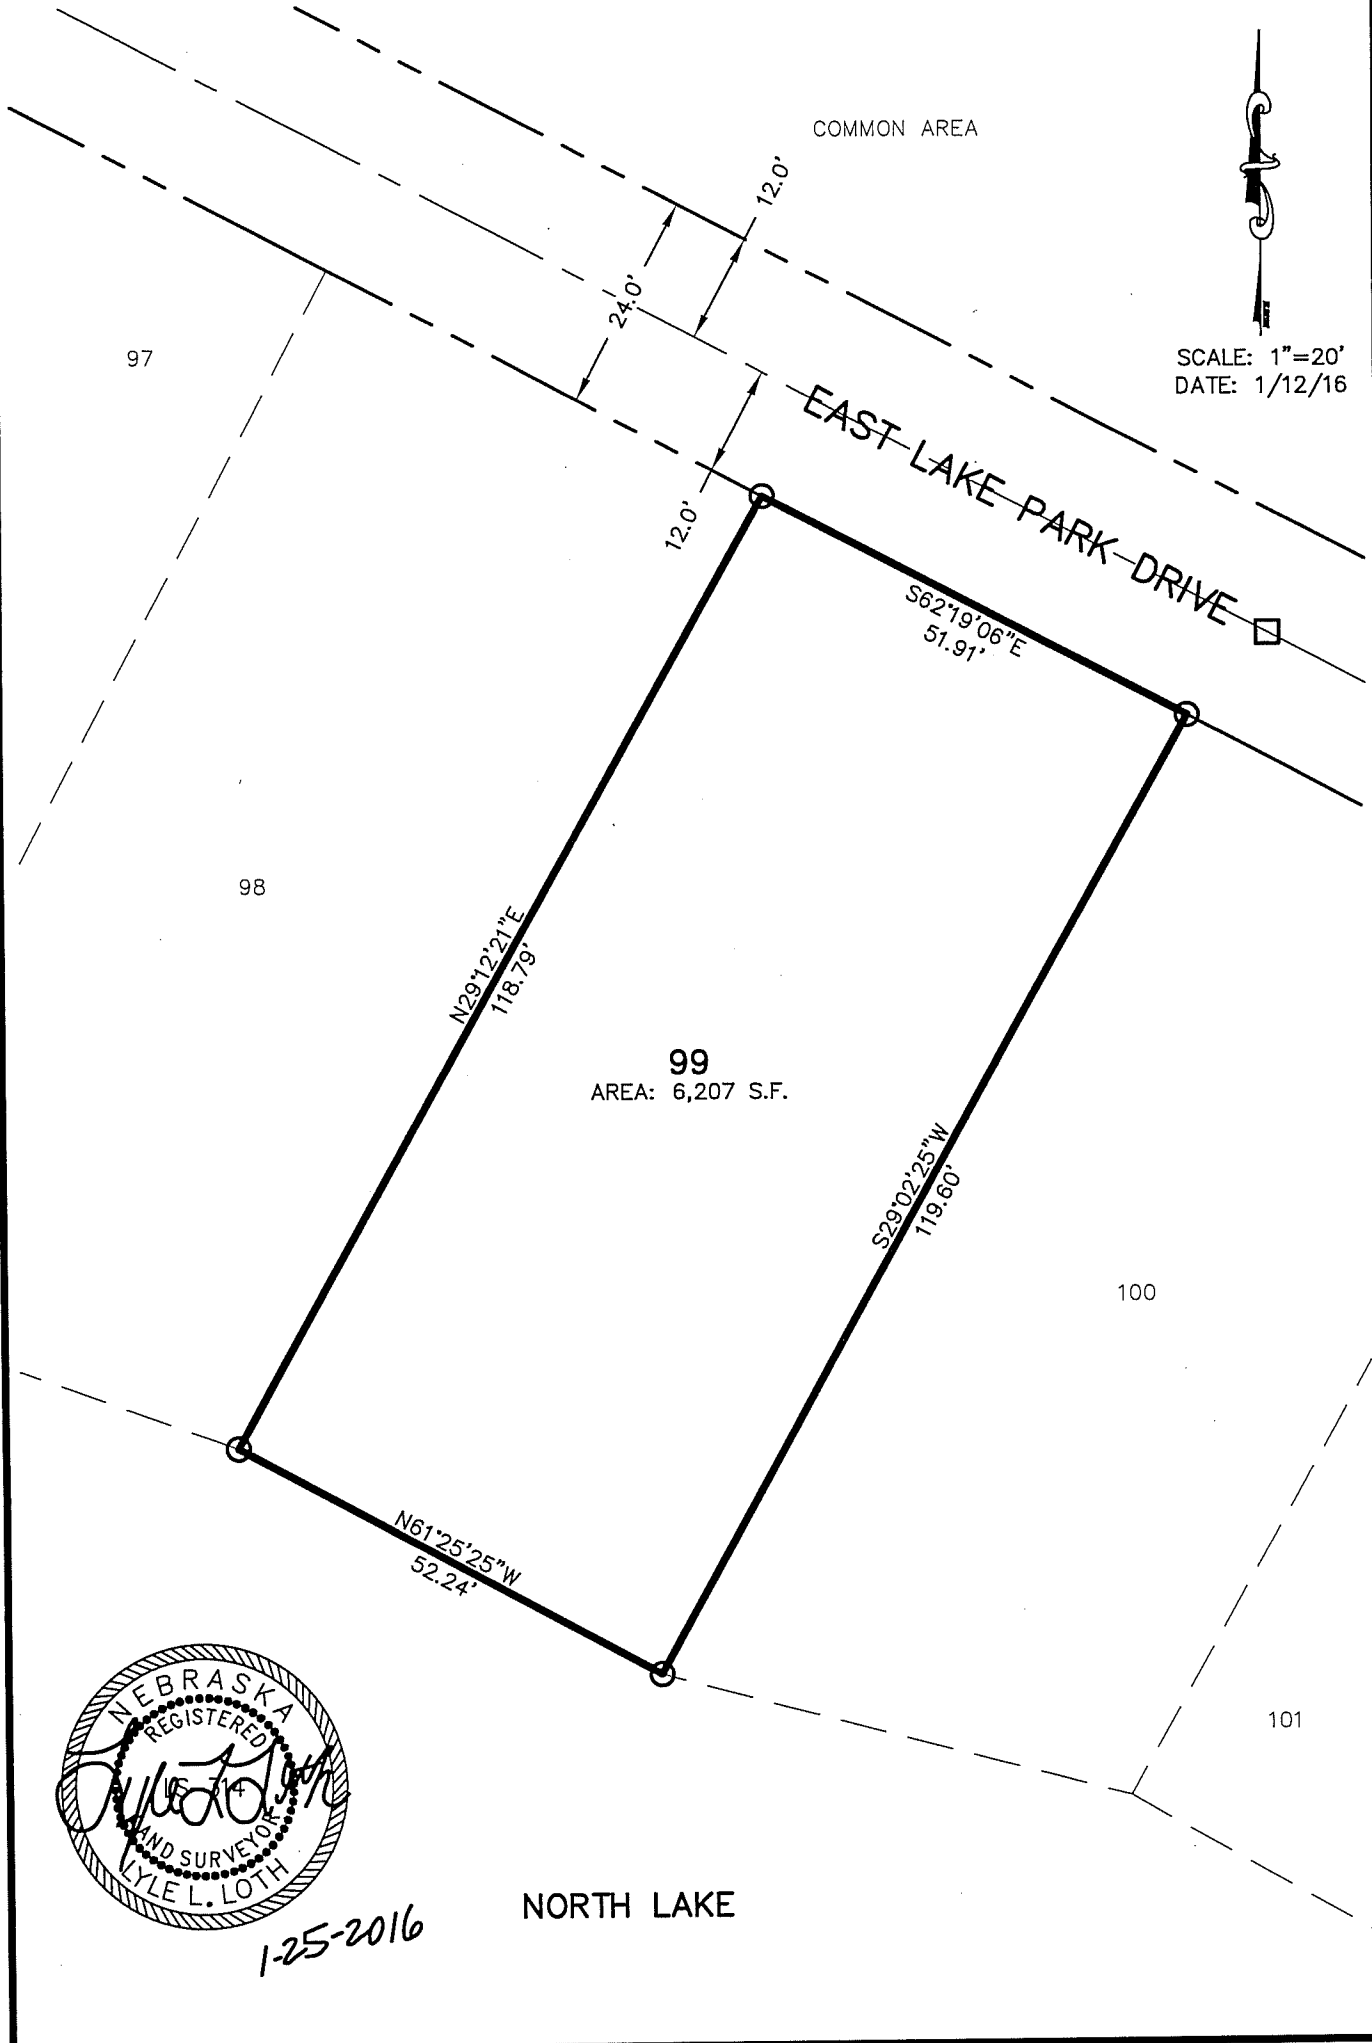 COMMON AREA
12.0'
24.0'
12.0'
SCALE: 1"=20'
DATE: 1/12/16
97
EAST LAKE PARK DRIVE
S62°19'06"E
51.91'
98
N29°12'21"E
118.79'
99
AREA: 6,207 S.F.
S29°02'25"W
119.60'
100
N61°25'25"W
52.24'
101
NEBRASKA
REGISTERED
LS-314
LAND SURVEYOR
LYLE L. LOTH
1-25-2016
NORTH LAKE